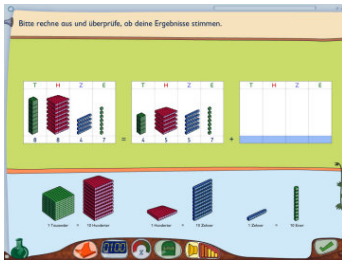 Bitte rechne aus und überprüfe, ob deine Ergebnisse stimmen.
T H Z E
T H Z E
T H Z E
8 8 4 7
=
4 5 5 7
+
1 Tausender = 10 Hunderter
1 Hunderter = 10 Zehner
1 Zehner = 10 Einer